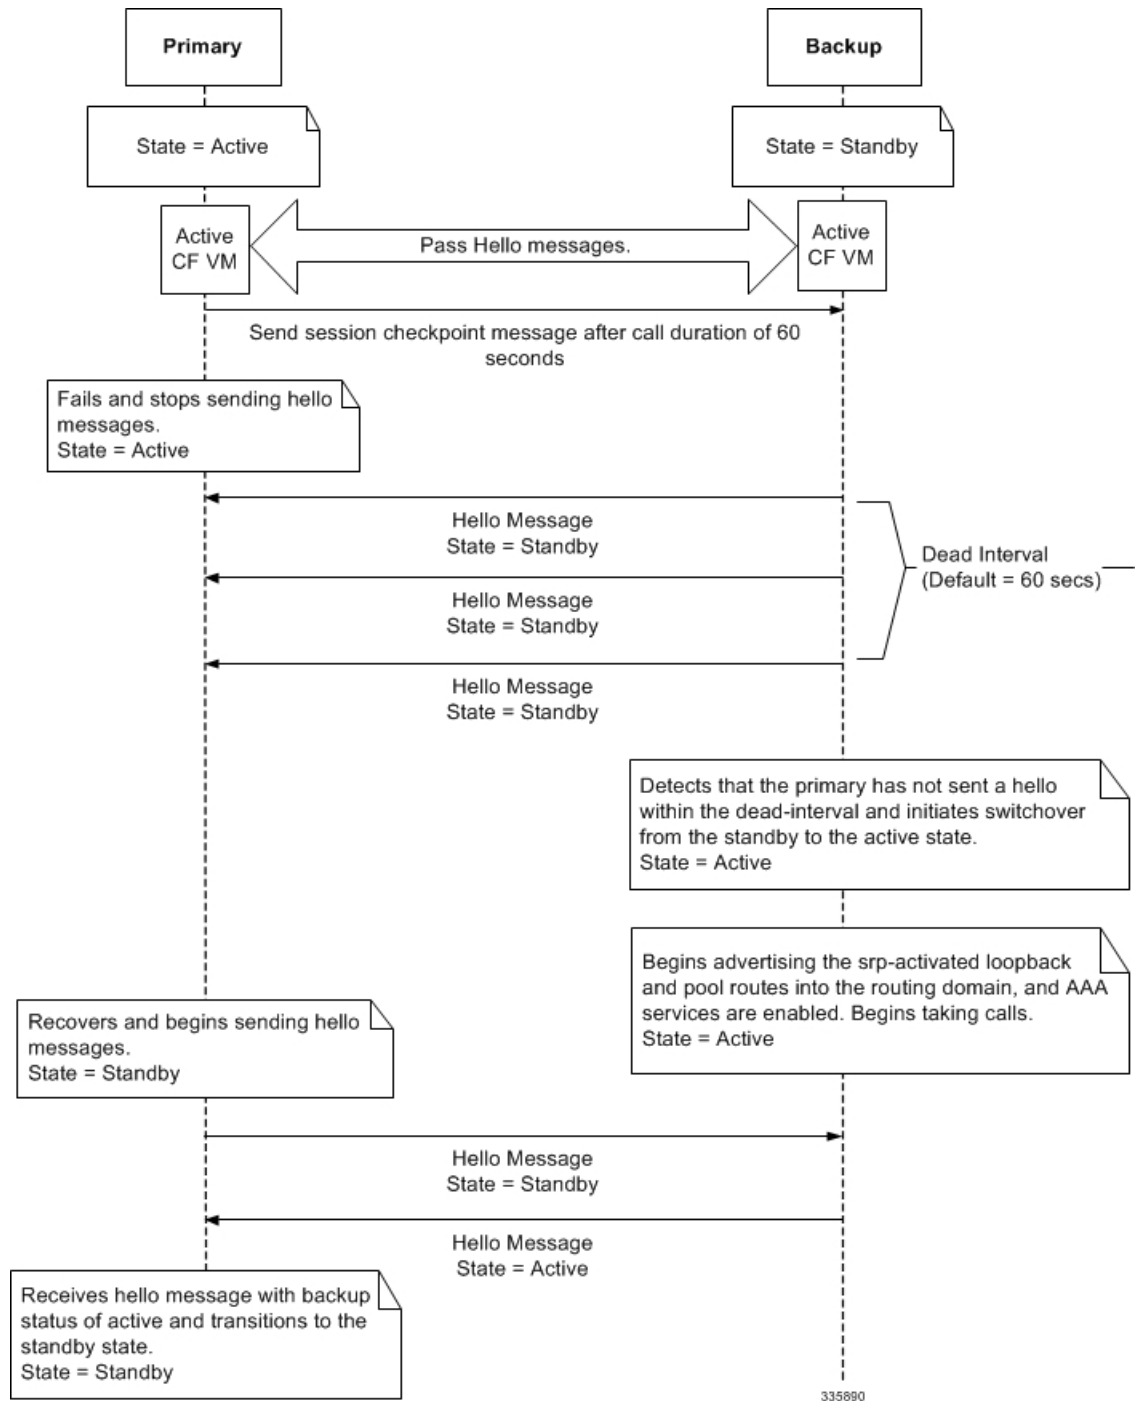 Primary
Backup
State = Active
State = Standby
Active
CF VM
Pass Hello messages.
Active
CF VM
Send session checkpoint message after call duration of 60
seconds
Fails and stops sending hello
messages.
State = Active
Hello Message
State = Standby
Dead Interval
(Default = 60 secs)
Hello Message
State = Standby
Hello Message
State = Standby
Detects that the primary has not sent a hello
within the dead-interval and initiates switchover
from the standby to the active state.
State = Active
Begins advertising the srp-activated loopback
and pool routes into the routing domain, and AAA
services are enabled. Begins taking calls.
State = Active
Recovers and begins sending hello
messages.
State = Standby
Hello Message
State = Standby
Hello Message
State = Active
Receives hello message with backup
status of active and transitions to the
standby state.
State = Standby
335890